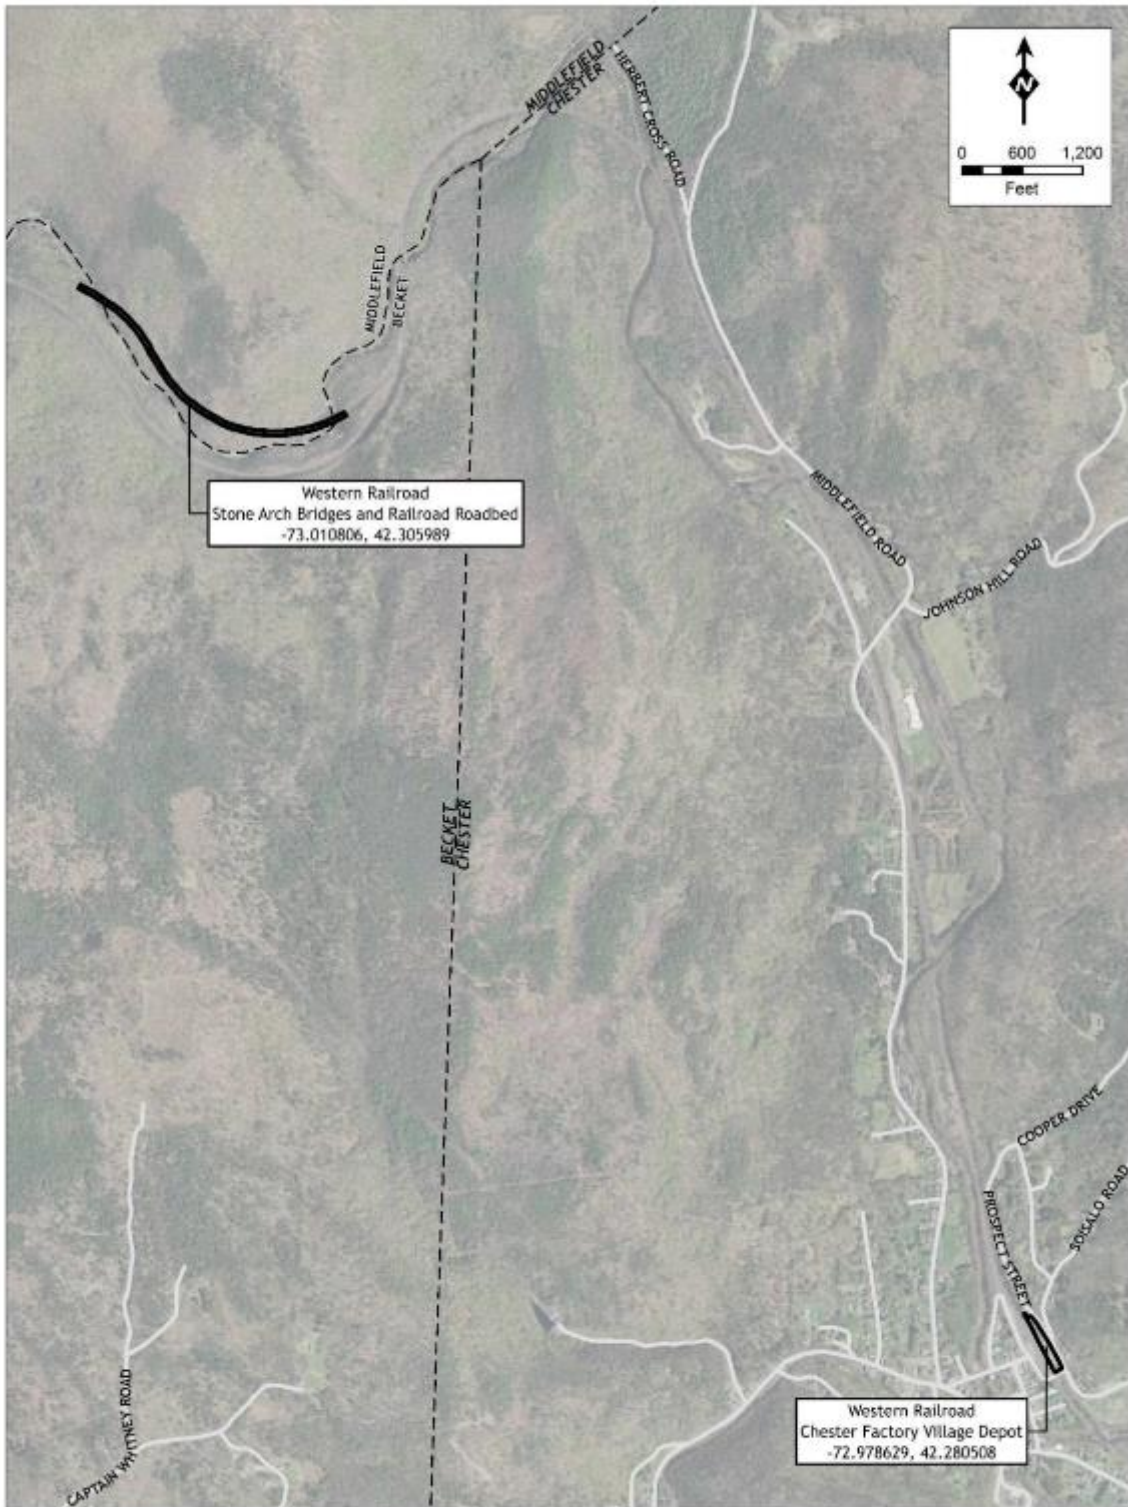 MIDDLEFIELD
CHESTER
HERBERT CROSS ROAD
N
0 600 1,200
Feet
MIDDLEFIELD
BECKET
Western Railroad
Stone Arch Bridges and Railroad Roadbed
-73.010806, 42.305989
MIDDLEFIELD ROAD
JOHNSON HILL ROAD
BECKET
CHESTER
COOPER DRIVE
SOISALO ROAD
PROSPECT STREET
CAPTAIN WHITNEY ROAD
Western Railroad
Chester Factory Village Depot
-72.978629, 42.280508